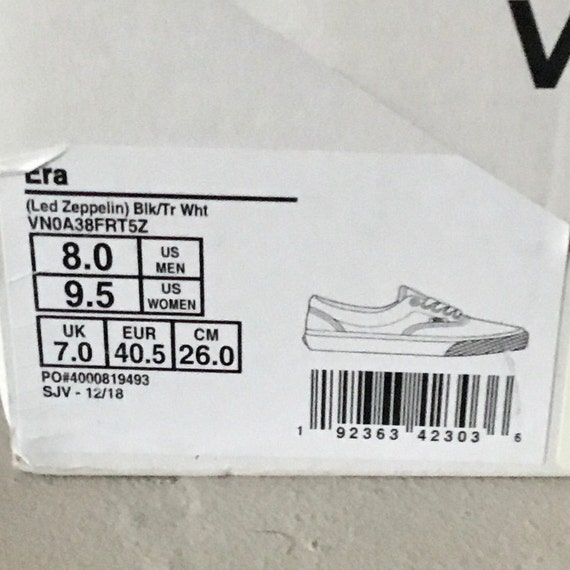 V
Era
(Led Zeppelin) Blk/Tr Wht
VN0A38FRT5Z
8.0 US MEN
9.5 US WOMEN
UK EUR CM
7.0 40.5 26.0
PO#4000819493
SJV - 12/18
1 92363 42303 6